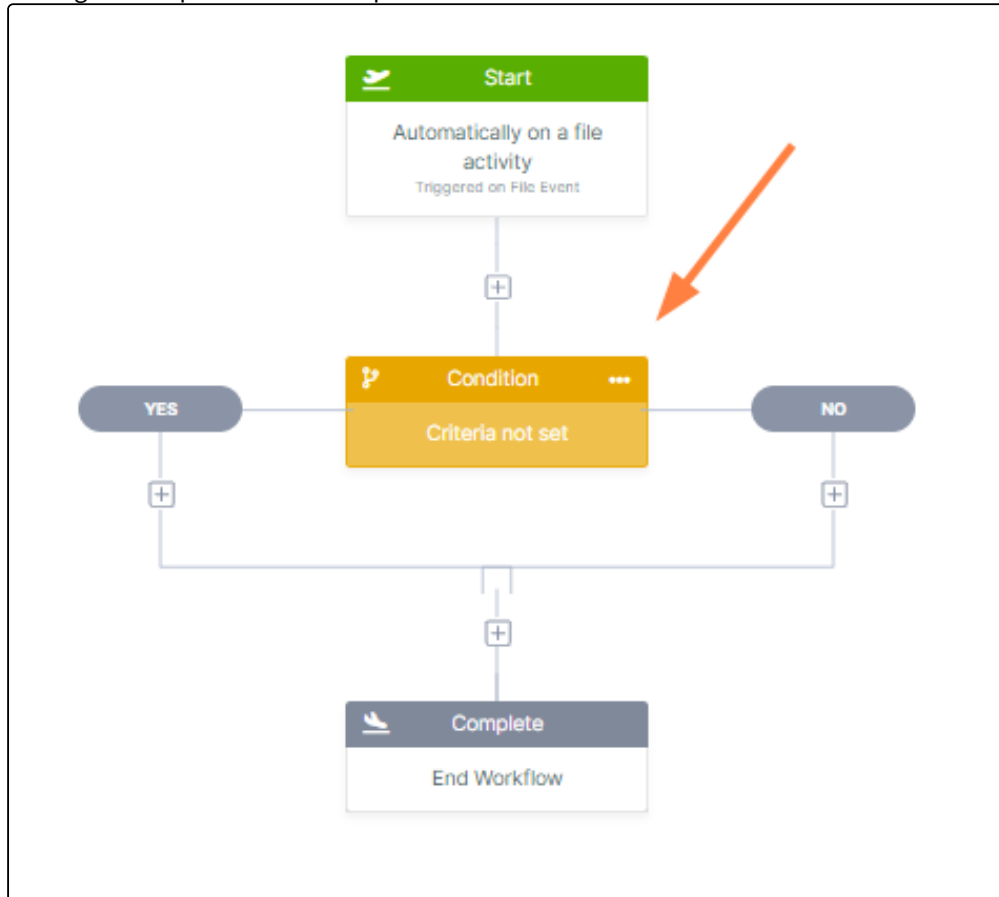 Start
Automatically on a file
activity
Triggered on File Event
Condition
Criteria not set
YES
NO
Complete
End Workflow